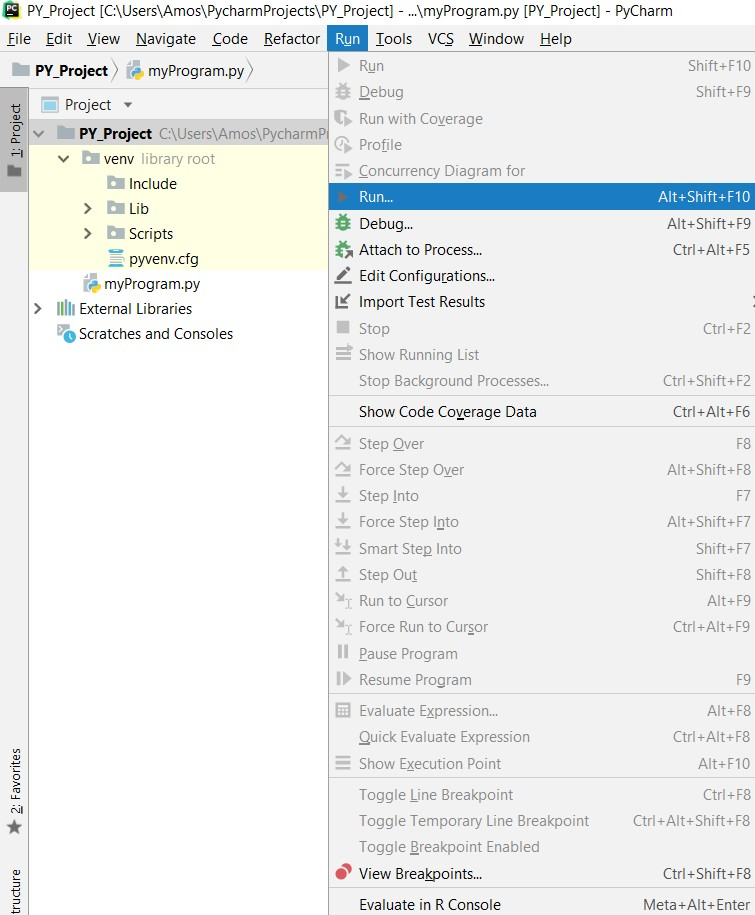 PC
PY_Project [C:\Users\Amos\PycharmProjects\PY_Project] - ...\myProgram.py [PY_Project] - PyCharm
File Edit View Navigate Code Refactor Run Tools VCS Window Help
PY_Project myProgram.py
1: Project
Project
PY_Project C:\Users\Amos\PycharmPr
venv library root
Include
Lib
Scripts
pyvenv.cfg
myProgram.py
External Libraries
Scratches and Consoles
2: Favorites
tructure
Run Shift+F10
Debug Shift+F9
Run with Coverage
Profile
Concurrency Diagram for
Run... Alt+Shift+F10
Debug... Alt+Shift+F9
Attach to Process... Ctrl+Alt+F5
Edit Configurations...
Import Test Results
Stop Ctrl+F2
Show Running List
Stop Background Processes... Ctrl+Shift+F2
Show Code Coverage Data Ctrl+Alt+F6
Step Over F8
Force Step Over Alt+Shift+F8
Step Into F7
Force Step Into Alt+Shift+F7
Smart Step Into Shift+F7
Step Out Shift+F8
Run to Cursor Alt+F9
Force Run to Cursor Ctrl+Alt+F9
Pause Program
Resume Program F9
Evaluate Expression... Alt+F8
Quick Evaluate Expression Ctrl+Alt+F8
Show Execution Point Alt+F10
Toggle Line Breakpoint Ctrl+F8
Toggle Temporary Line Breakpoint Ctrl+Alt+Shift+F8
Toggle Breakpoint Enabled
View Breakpoints... Ctrl+Shift+F8
Evaluate in R Console Meta+Alt+Enter